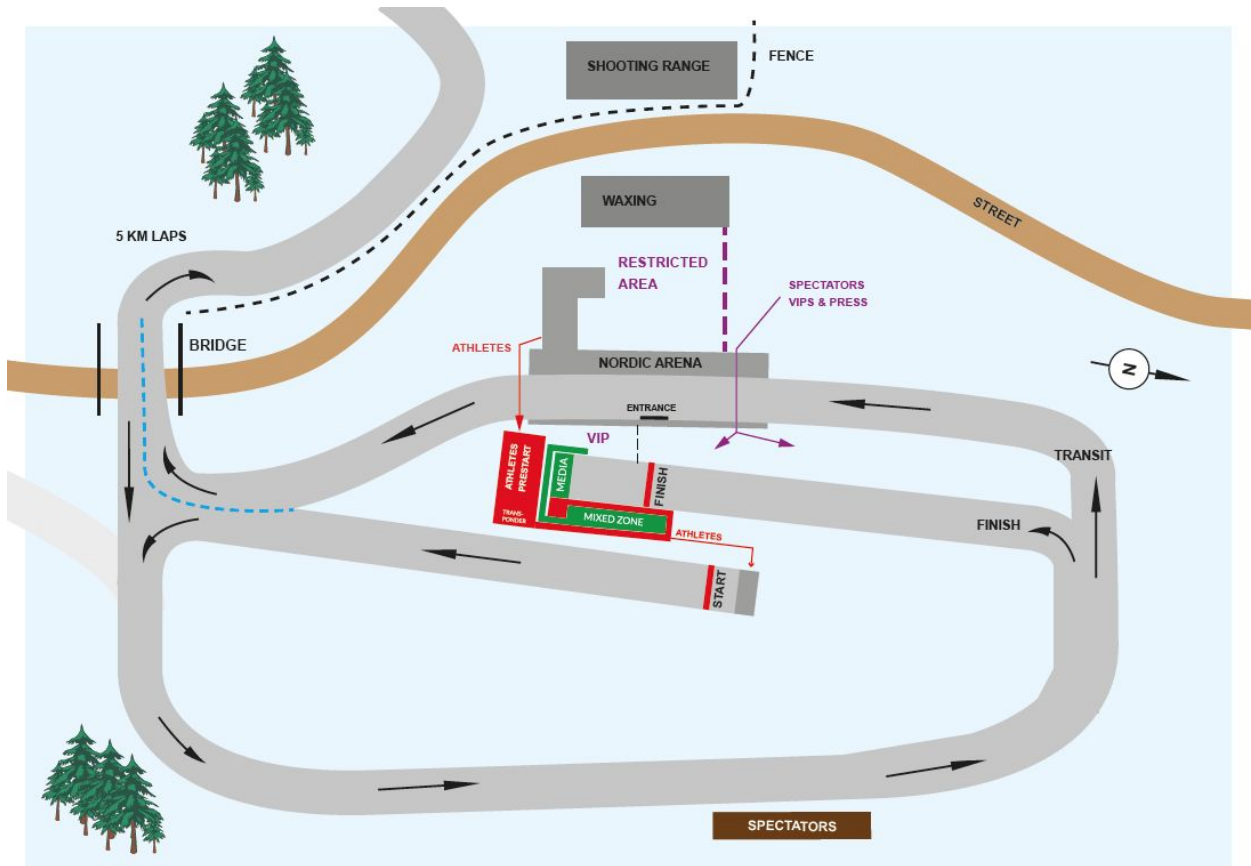 SHOOTING RANGE
FENCE
WAXING
STREET
5 KM LAPS
RESTRICTED
AREA
SPECTATORS
VIPS & PRESS
BRIDGE
ATHLETES
NORDIC ARENA
N
ENTRANCE
VIP
TRANSIT
ATHLETES
PRESTART
MEDIA
FINISH
TRANS-
PONDER
MIXED ZONE
FINISH
ATHLETES
START
SPECTATORS